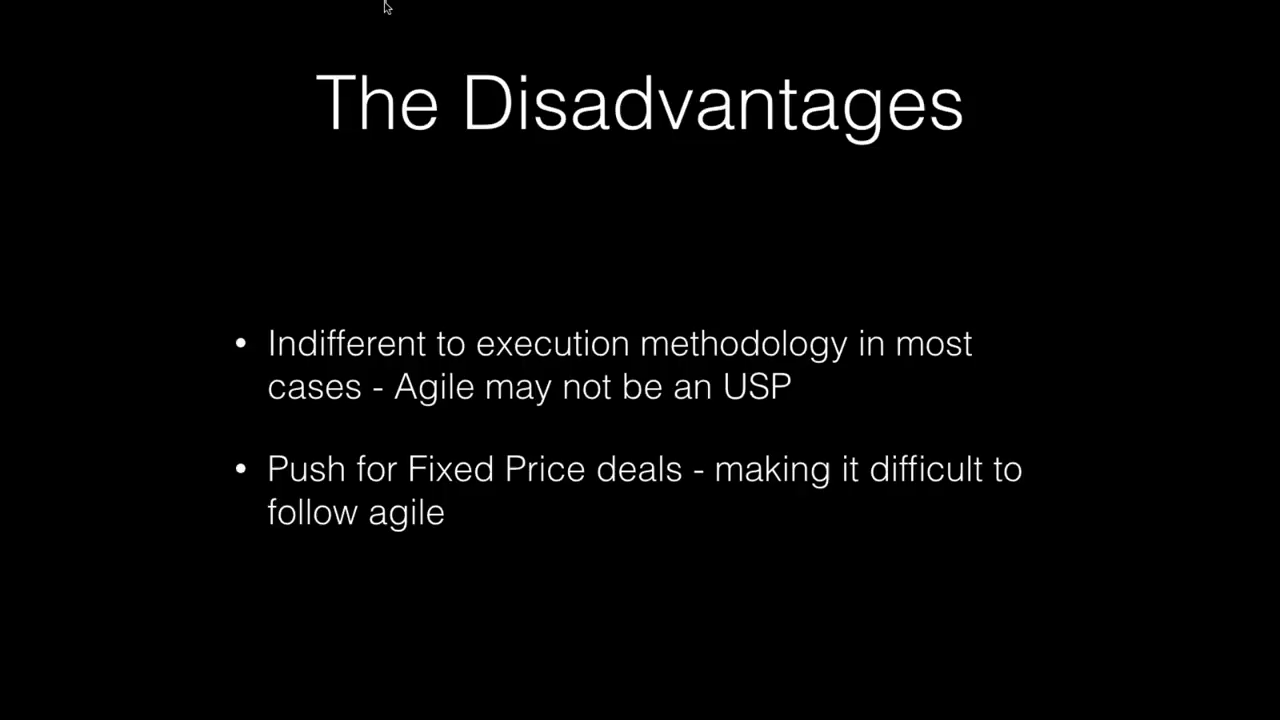 The Disadvantages
• Indifferent to execution methodology in most
cases - Agile may not be an USP
• Push for Fixed Price deals - making it difficult to
follow agile